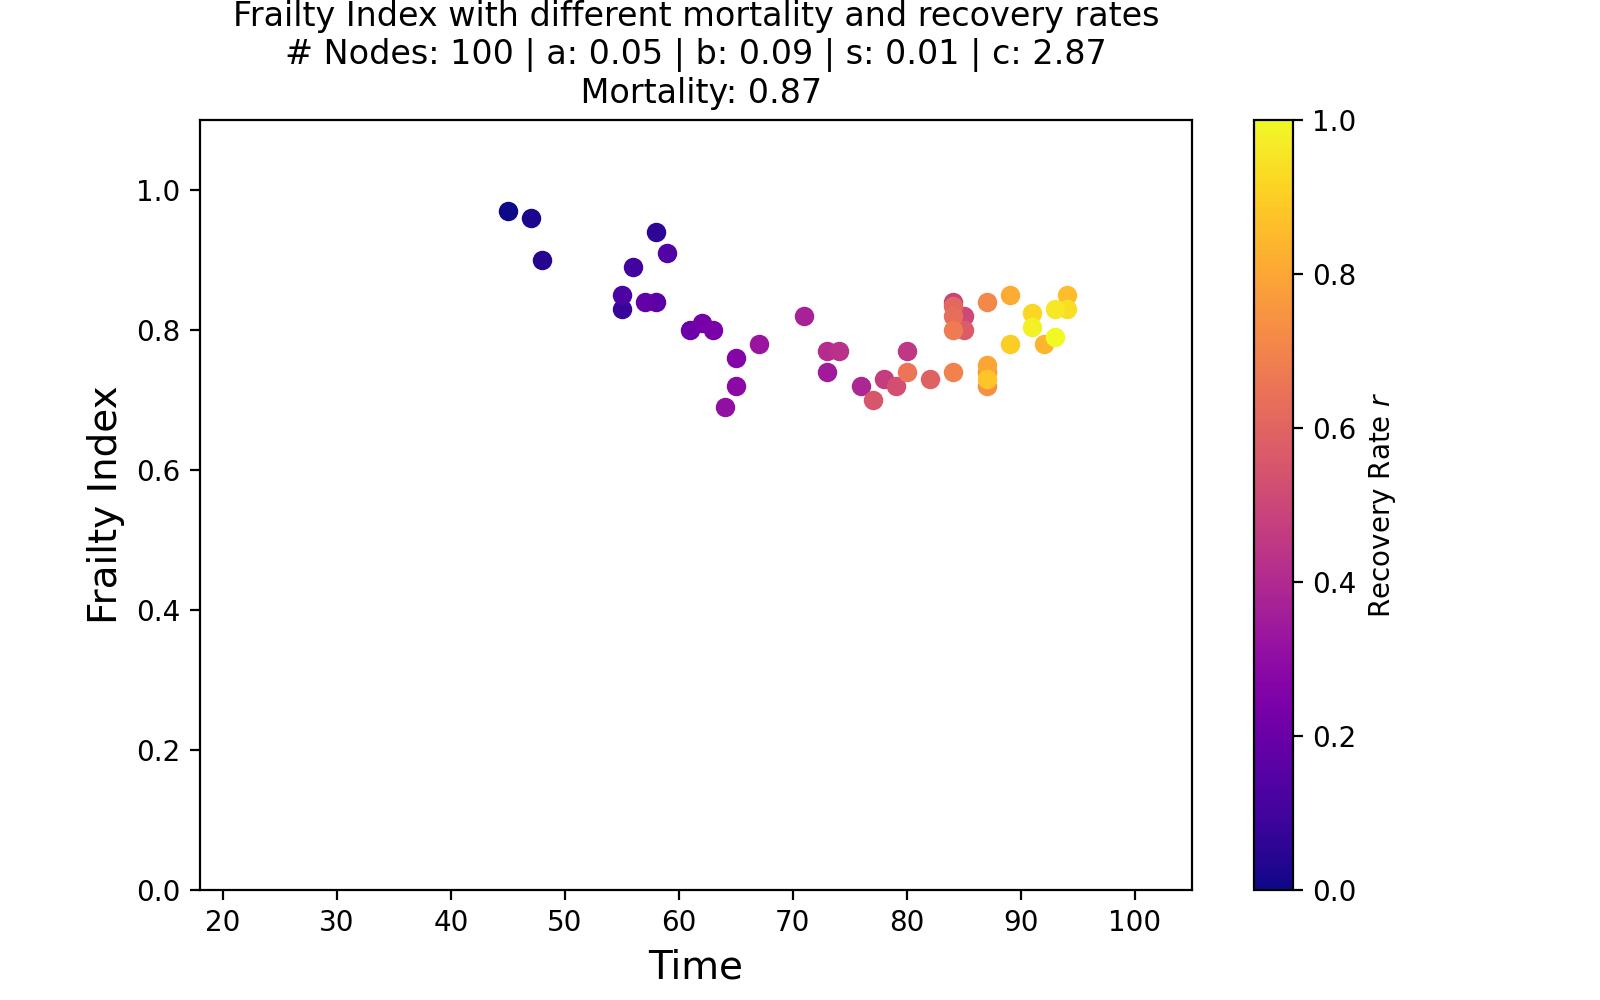 Frailty Index with different mortality and recovery rates
# Nodes: 100 | a: 0.05 | b: 0.09 | s: 0.01 | c: 2.87
Mortality: 0.87
Frailty Index
1.0
0.8
0.6
0.4
0.2
0.0
20 30 40 50 60 70 80 90 100
Time
1.0
0.8
0.6
0.4
0.2
0.0
Recovery Rate r